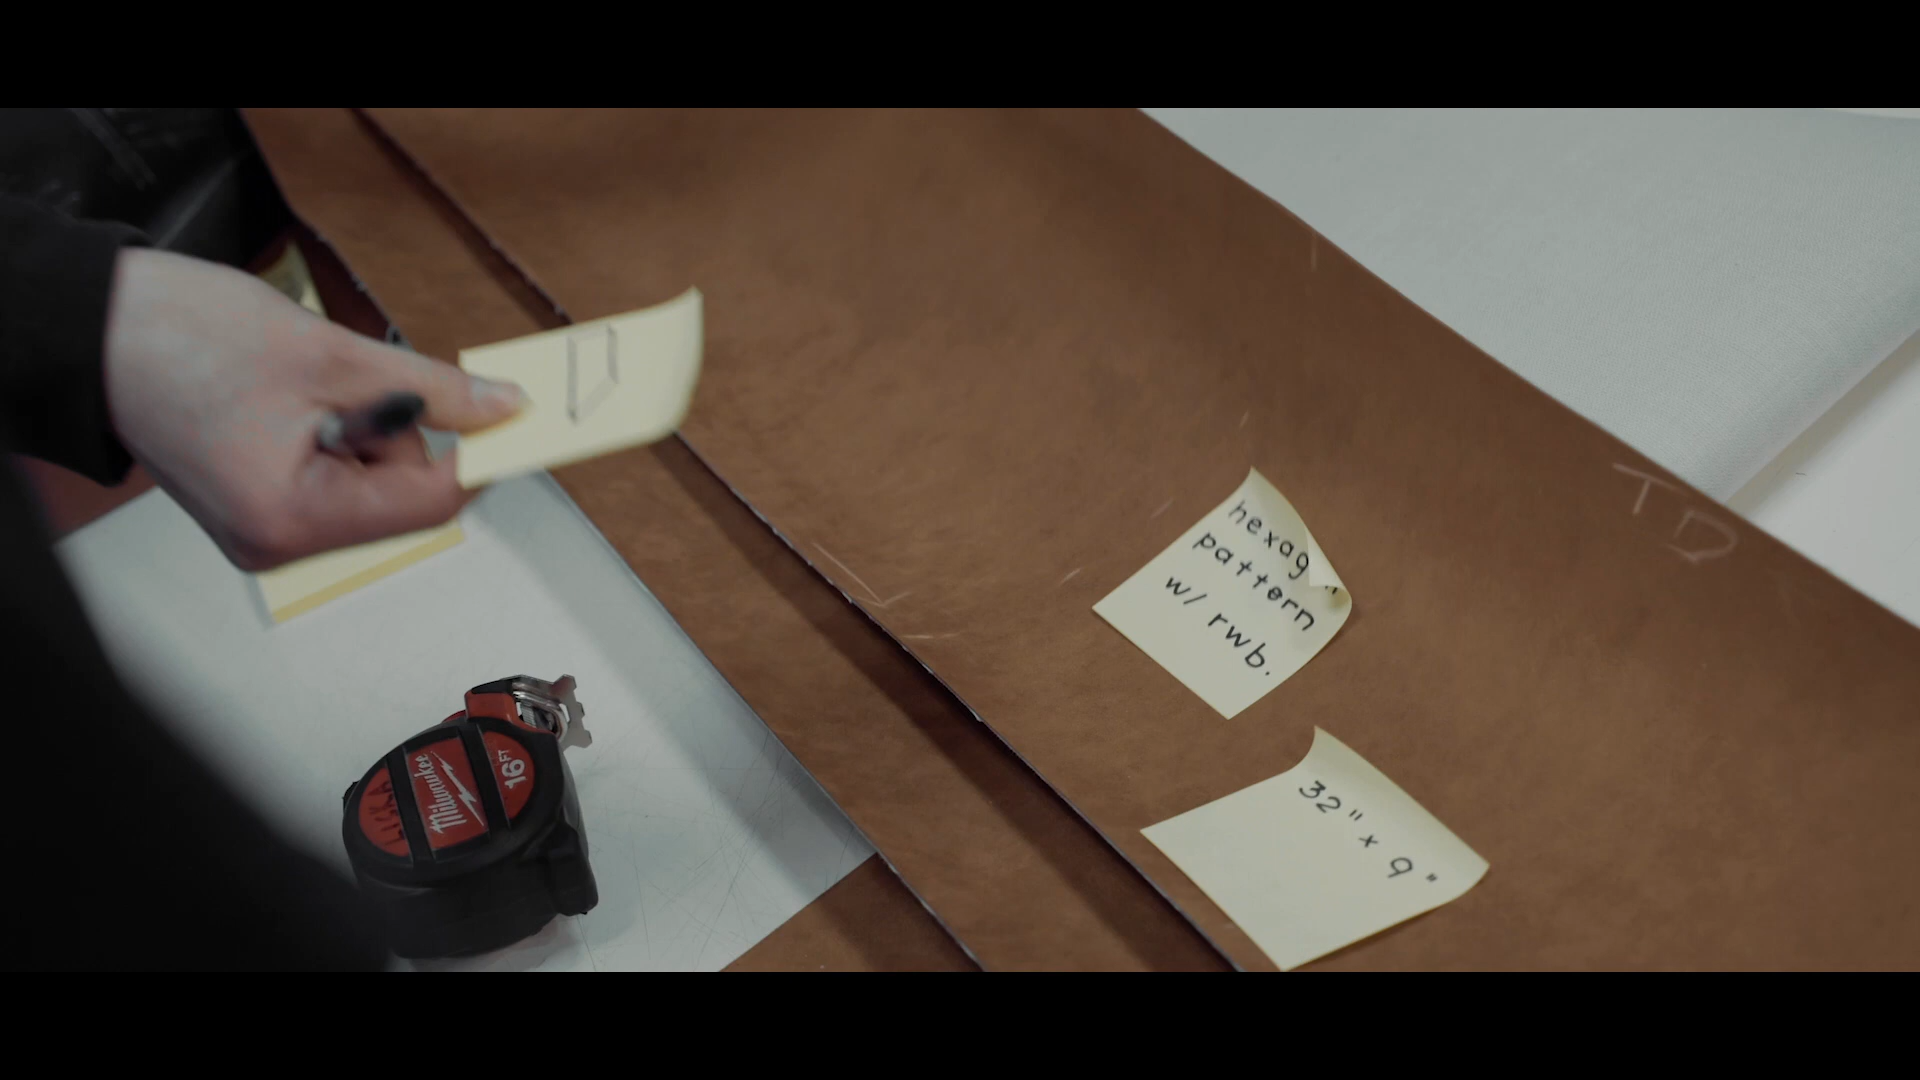 hexag
pattern
w/ rwb.
32" x 9"
TD
Milwaukee
16FT